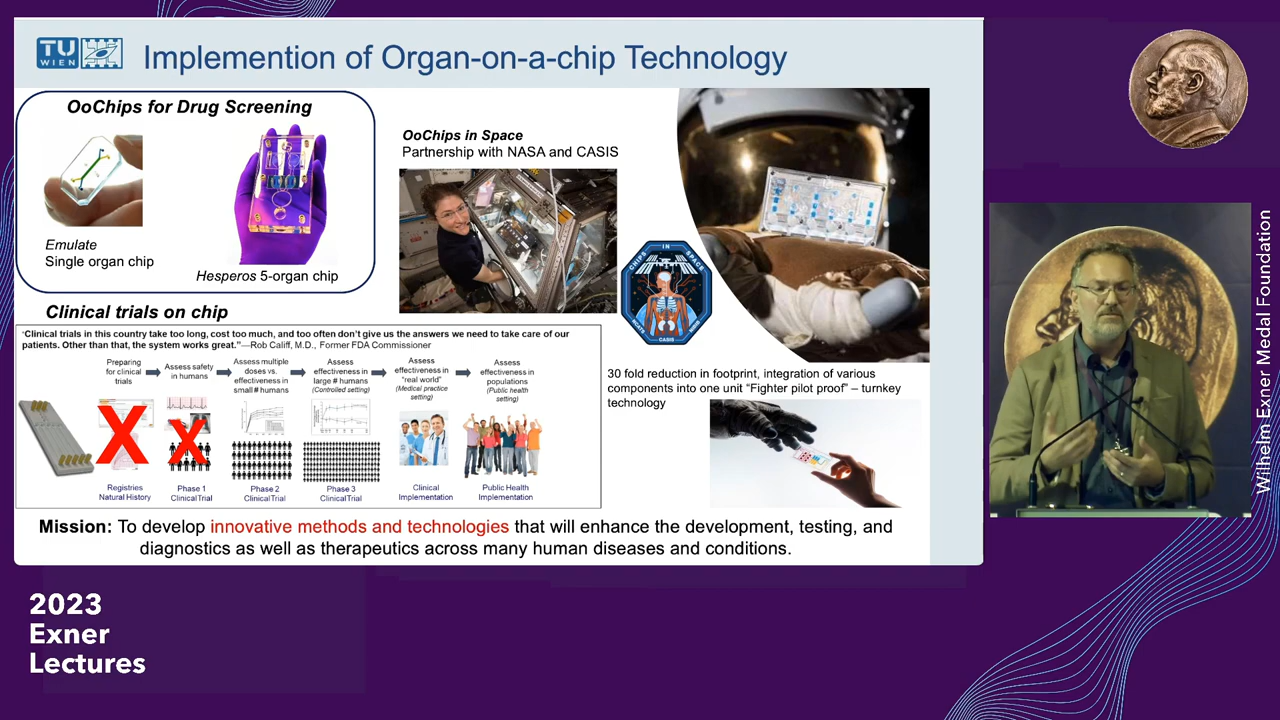 TU
WIEN
Implemention of Organ-on-a-chip Technology
OoChips for Drug Screening
Emulate
Single organ chip
Hesperos 5-organ chip
OoChips in Space
Partnership with NASA and CASIS
CHIPS IN SPACE
CASIS
Clinical trials on chip
"Clinical trials in this country take too long, cost too much, and too often don't give us the answers we need to take care of our
patients. Other than that, the system works great."—Rob Califf, M.D., Former FDA Commissioner
Preparing
for clinical
trials
Assess safety
in humans
Assess multiple
doses vs.
effectiveness in
small # humans
Assess
effectiveness in
large # humans
(Controlled setting)
Assess
effectiveness in
"real world"
(Medical practice
setting)
Assess
effectiveness in
populations
(Public health
setting)
X
X
Registries
Natural History
Phase 1
Clinical Trial
Phase 2
Clinical Trial
Phase 3
Clinical Trial
Clinical
Implementation
Public Health
Implementation
30 fold reduction in footprint, integration of various
components into one unit “Fighter pilot proof” – turnkey
technology
Mission: To develop innovative methods and technologies that will enhance the development, testing, and
diagnostics as well as therapeutics across many human diseases and conditions.
Wilhelm Exner Medal Foundation
2023
Exner
Lectures